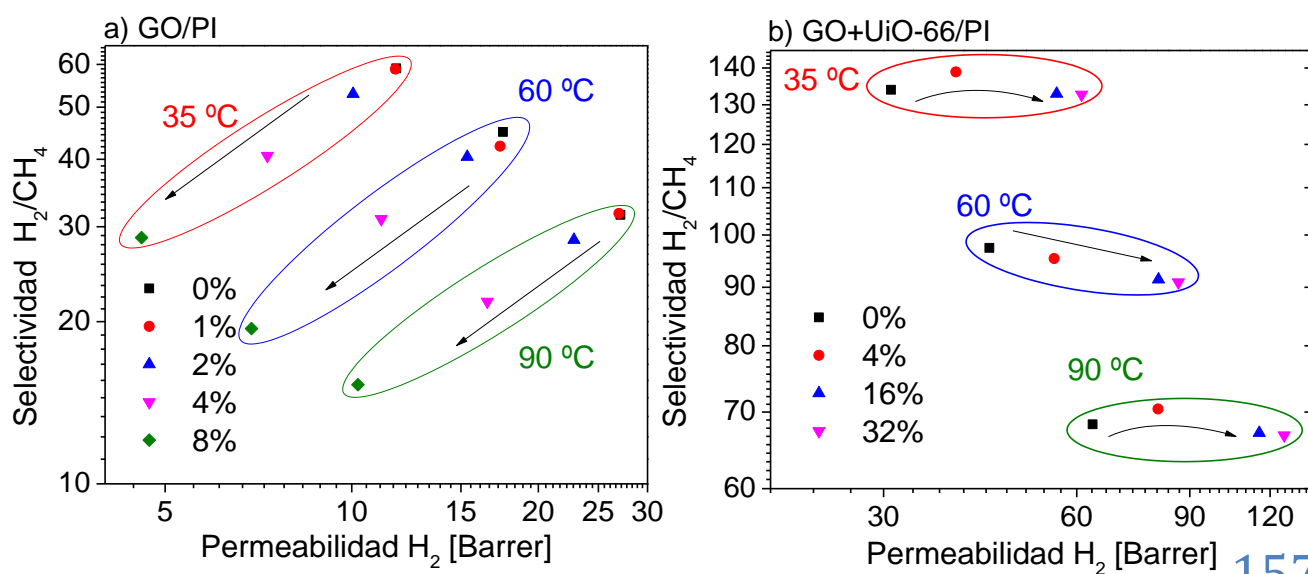 a) GO/PI
Selectividad H2/CH4
60
50
40
30
20
10
35 ºC
60 ºC
90 ºC
0%
1%
2%
4%
8%
5
10
15
20
25
30
Permeabilidad H2 [Barrer]
b) GO+UiO-66/PI
Selectividad H2/CH4
140
130
120
110
100
90
80
70
60
35 ºC
60 ºC
90 ºC
0%
4%
16%
32%
30
60
90
120
Permeabilidad H2 [Barrer]
157